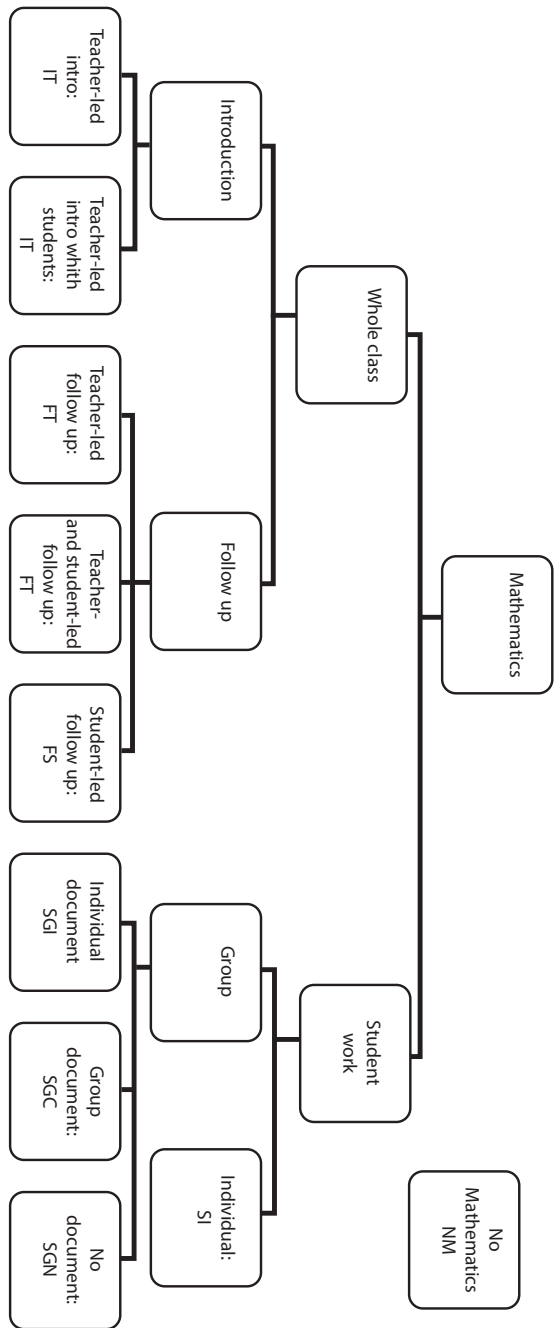 Mathematics
No
Mathematics
NM
Whole class
Student
work
Introduction
Follow up
Group
Individual:
SI
Teacher-led
intro:
IT
Teacher-led
intro whith
students:
IT
Teacher-led
follow up:
FT
Teacher-
and student-led
follow up:
FT
Student-led
follow up:
FS
Individual
document
SGI
Group
document:
SGC
No
document:
SGN